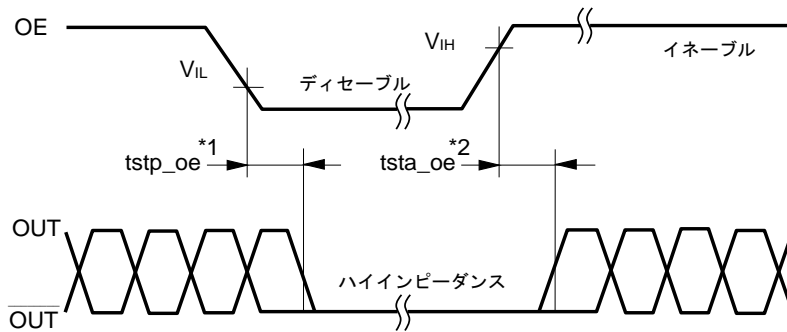 OE
VIL
ディセーブル
VIH
イネーブル
tstp_oe*1
tsta_oe*2
OUT
ハイインピーダンス
OUT